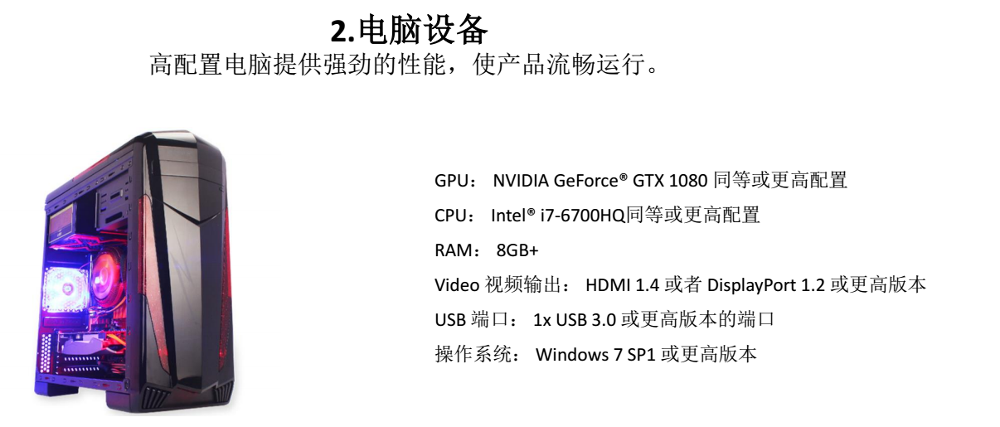 2.电脑设备
高配置电脑提供强劲的性能，使产品流畅运行。
GPU： NVIDIA GeForce® GTX 1080 同等或更高配置
CPU： Intel® i7-6700HQ同等或更高配置
RAM： 8GB+
Video 视频输出： HDMI 1.4 或者 DisplayPort 1.2 或更高版本
USB 端口： 1x USB 3.0 或更高版本的端口
操作系统： Windows 7 SP1 或更高版本